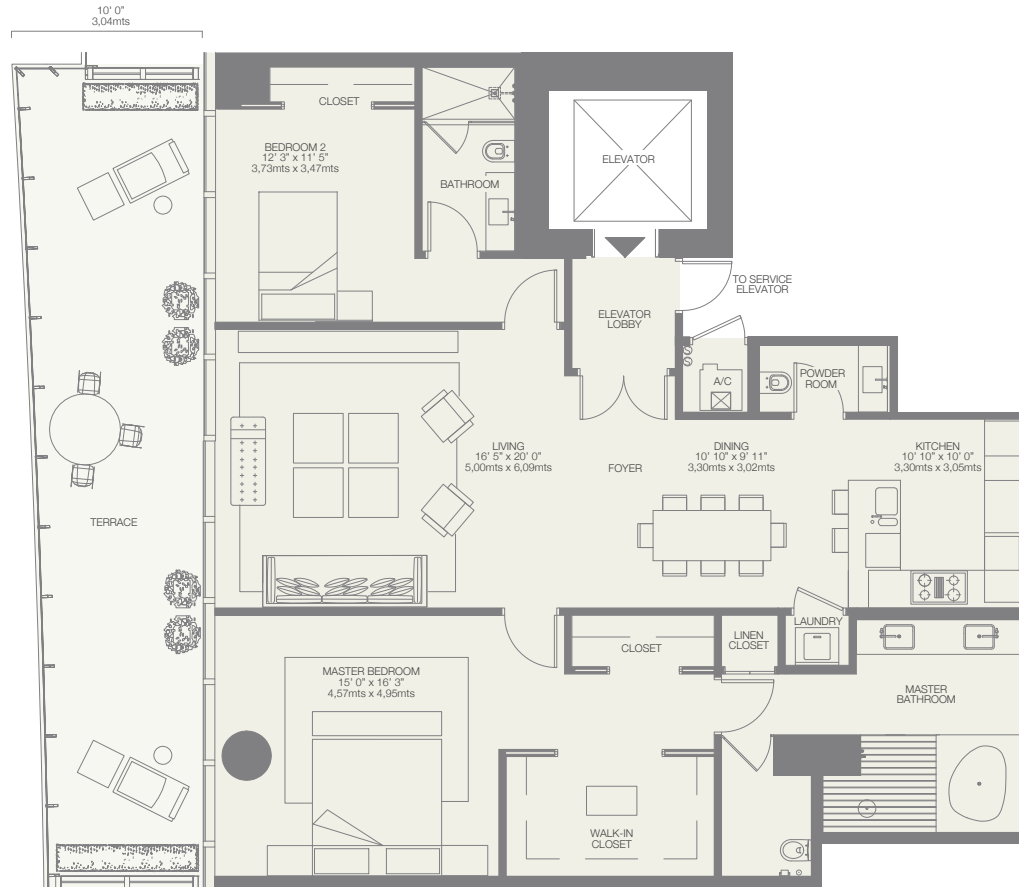 10' 0"
3,04mts
CLOSET
BEDROOM 2
12' 3" x 11' 5"
3,73mts x 3,47mts
BATHROOM
ELEVATOR
TO SERVICE
ELEVATOR
ELEVATOR
LOBBY
A/C
POWDER
ROOM
LIVING
16' 5" x 20' 0"
5,00mts x 6,09mts
FOYER
DINING
10' 10" x 9' 11"
3,30mts x 3,02mts
KITCHEN
10' 10" x 10' 0"
3,30mts x 3,05mts
TERRACE
MASTER BEDROOM
15' 0" x 16' 3"
4,57mts x 4,95mts
CLOSET
LINEN
CLOSET
LAUNDRY
MASTER
BATHROOM
WALK-IN
CLOSET